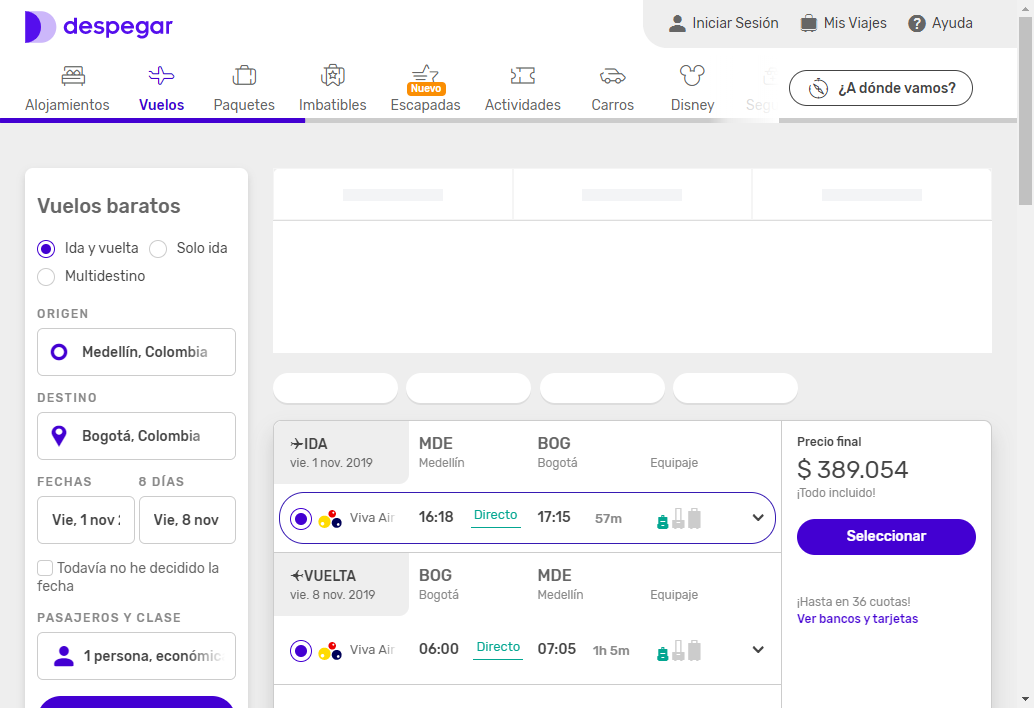 despegar
Iniciar Sesión
Mis Viajes
Ayuda
Alojamientos
Vuelos
Paquetes
Imbatibles
Nuevo
Escapadas
Actividades
Carros
Disney
¿A dónde vamos?
Vuelos baratos
Ida y vuelta
Solo ida
Multidestino
ORIGEN
Medellín, Colombia
DESTINO
Bogotá, Colombia
FECHAS
8 DÍAS
Vie, 1 nov
Vie, 8 nov
Todavía no he decidido la
fecha
PASAJEROS Y CLASE
1 persona, económic
IDA
MDE
BOG
vie. 1 nov. 2019
Medellín
Bogotá
Equipaje
Viva Air
16:18
Directo
17:15
57m
VUELTA
BOG
MDE
vie. 8 nov. 2019
Bogotá
Medellín
Equipaje
Viva Air
06:00
Directo
07:05
1h 5m
Precio final
$ 389.054
¡Todo incluido!
Seleccionar
¡Hasta en 36 cuotas!
Ver bancos y tarjetas